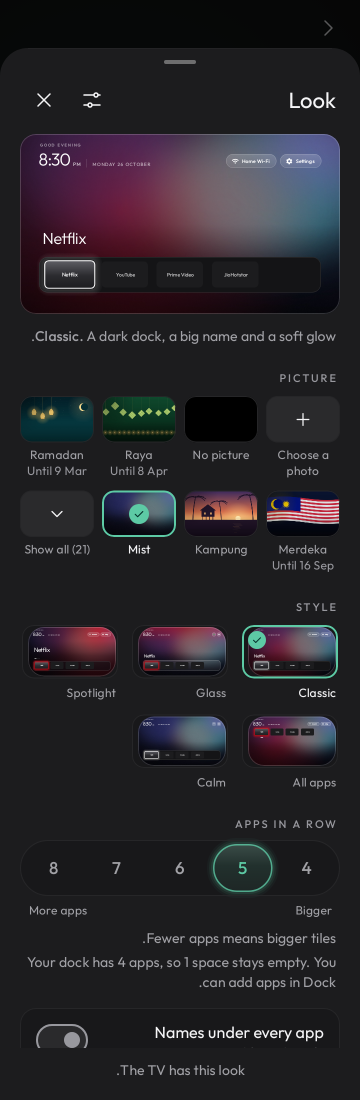 Look
GOOD EVENING
8:30 PM MONDAY 26 OCTOBER
Home Wi-Fi
Settings
Netflix
Netflix YouTube Prime Video JioHotstar
.Classic. A dark dock, a big name and a soft glow
PICTURE
Choose a
photo
No picture
Raya
Until 8 Apr
Ramadan
Until 9 Mar
Merdeka
Until 16 Sep
Kampung
Mist
Show all (21)
STYLE
Classic
Glass
Spotlight
All apps
Calm
APPS IN A ROW
8 7 6 5 4
More apps
Bigger
.Fewer apps means bigger tiles
Your dock has 4 apps, so 1 space stays empty. You
.can add apps in Dock
Names under every app
.The TV has this look